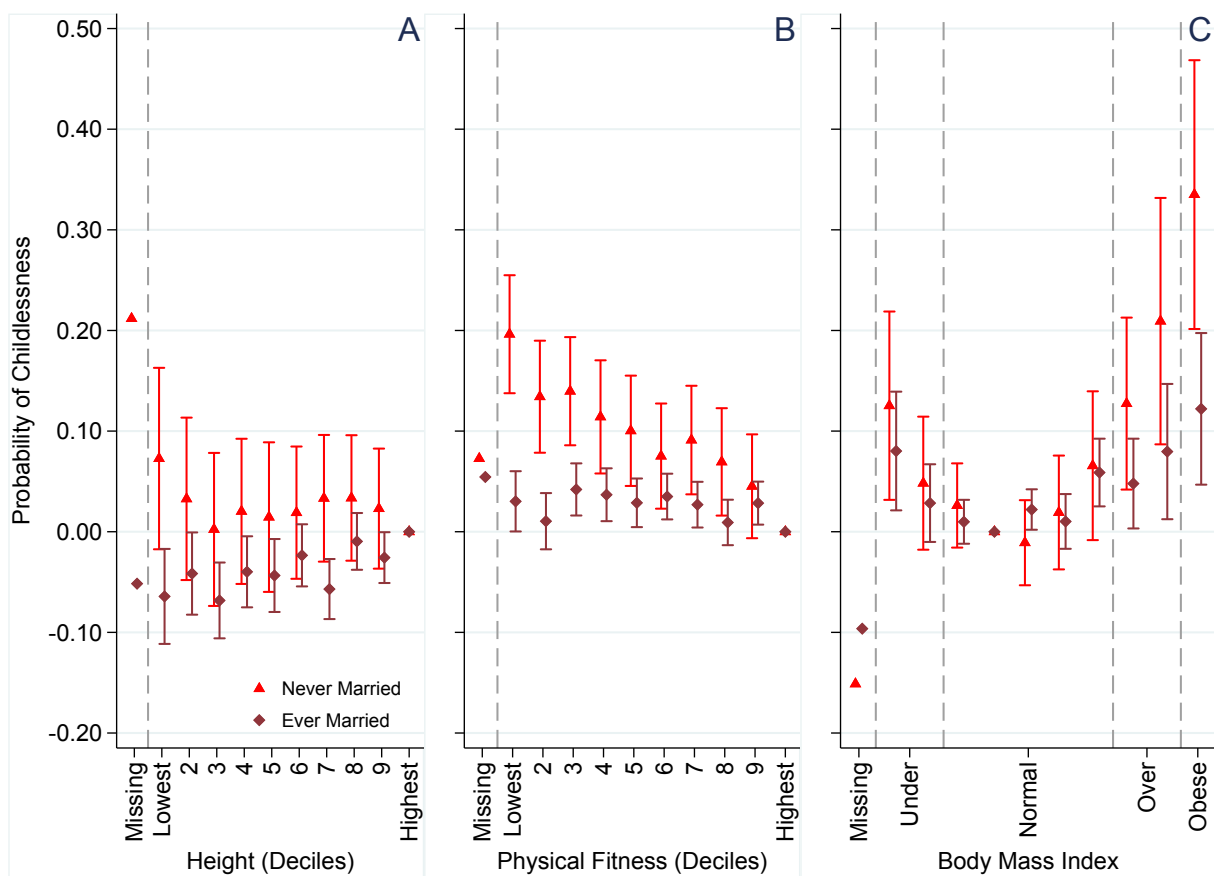 A
B
C
Probability of Childlessness
0.50
0.40
0.30
0.20
0.10
0.00
-0.10
-0.20
Never Married
Ever Married
Missing
Lowest
2
3
4
5
6
7
8
9
Highest
Height (Deciles)
Missing
Lowest
2
3
4
5
6
7
8
9
Highest
Physical Fitness (Deciles)
Missing
Under
Normal
Over
Obese
Body Mass Index